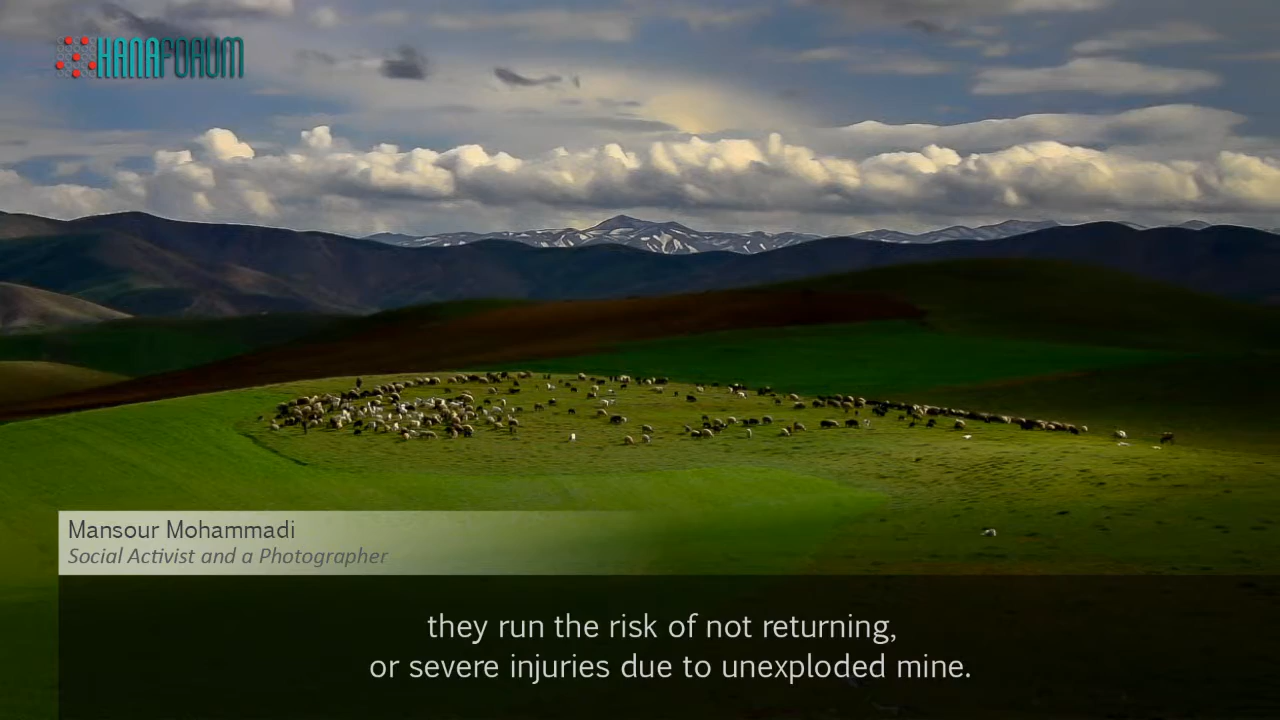 HANAFORUM
Mansour Mohammadi
Social Activist and a Photographer
they run the risk of not returning,
or severe injuries due to unexploded mine.